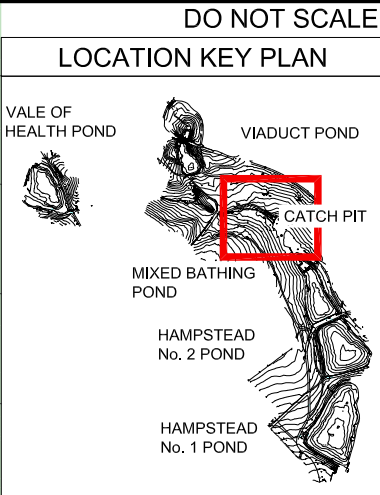 DO NOT SCALE
LOCATION KEY PLAN
VALE OF
HEALTH POND
VIADUCT POND
CATCH PIT
MIXED BATHING
POND
HAMPSTEAD
No. 2 POND
HAMPSTEAD
No. 1 POND